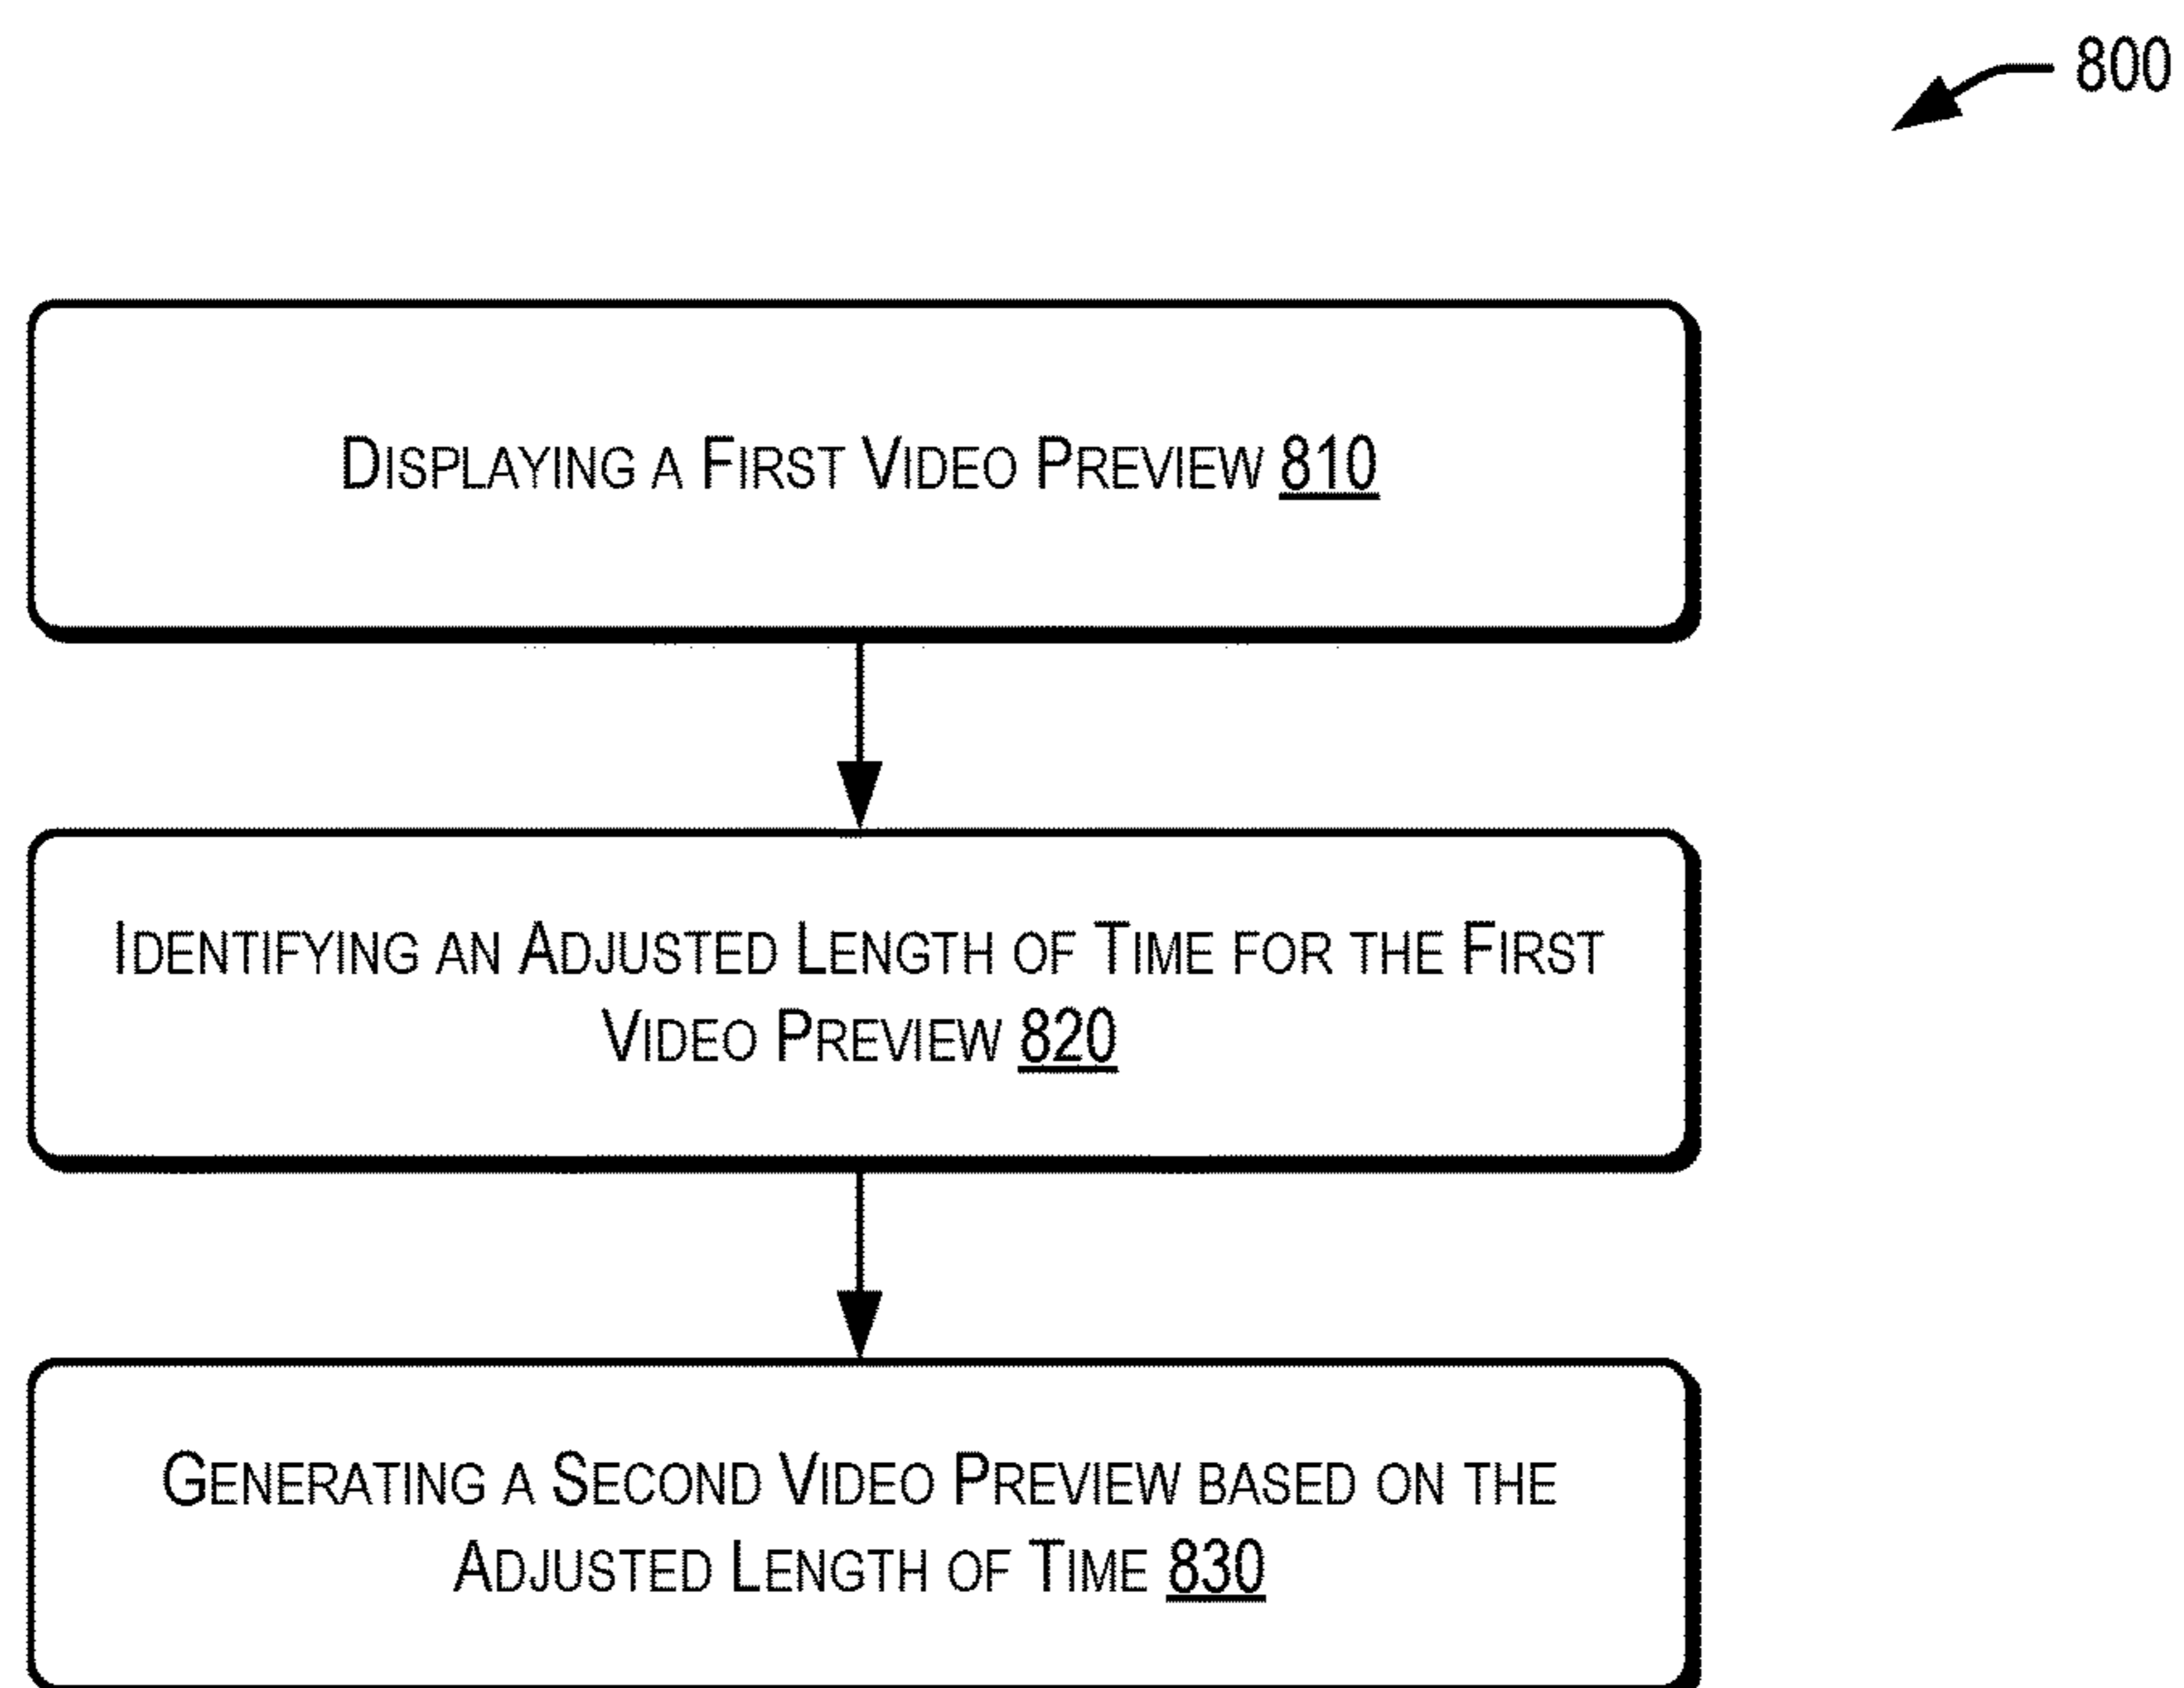 800
Displaying a First Video Preview 810
Identifying an Adjusted Length of Time for the First
Video Preview 820
Generating a Second Video Preview based on the
Adjusted Length of Time 830